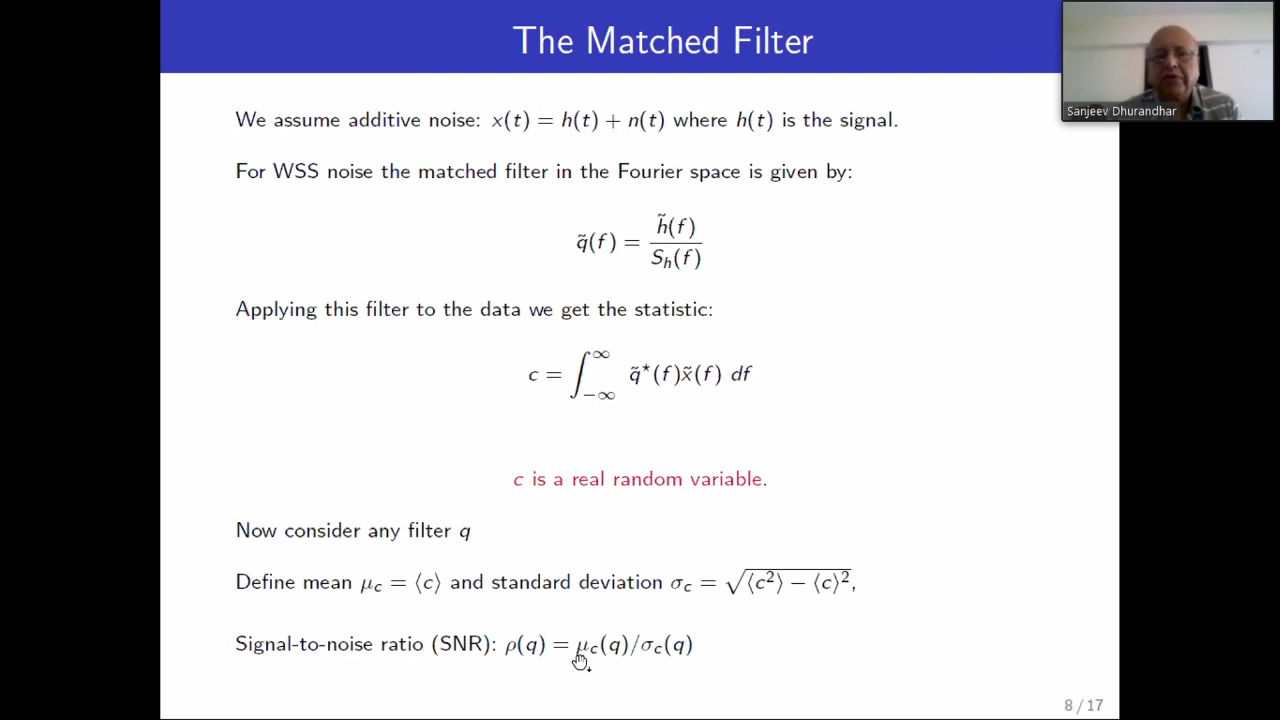 The Matched Filter
Sanjeev Dhurandhar
We assume additive noise: x(t) = h(t) + n(t) where h(t) is the signal.
For WSS noise the matched filter in the Fourier space is given by:
q̃(f) = h̃(f) / S_h(f)
Applying this filter to the data we get the statistic:
c = ∫_{−∞}^{∞} q̃*(f)x̃(f) df
c is a real random variable.
Now consider any filter q
Define mean μ_c = ⟨c⟩ and standard deviation σ_c = √(⟨c²⟩ − ⟨c⟩²),
Signal-to-noise ratio (SNR): ρ(q) = μ_c(q)/σ_c(q)
8 / 17